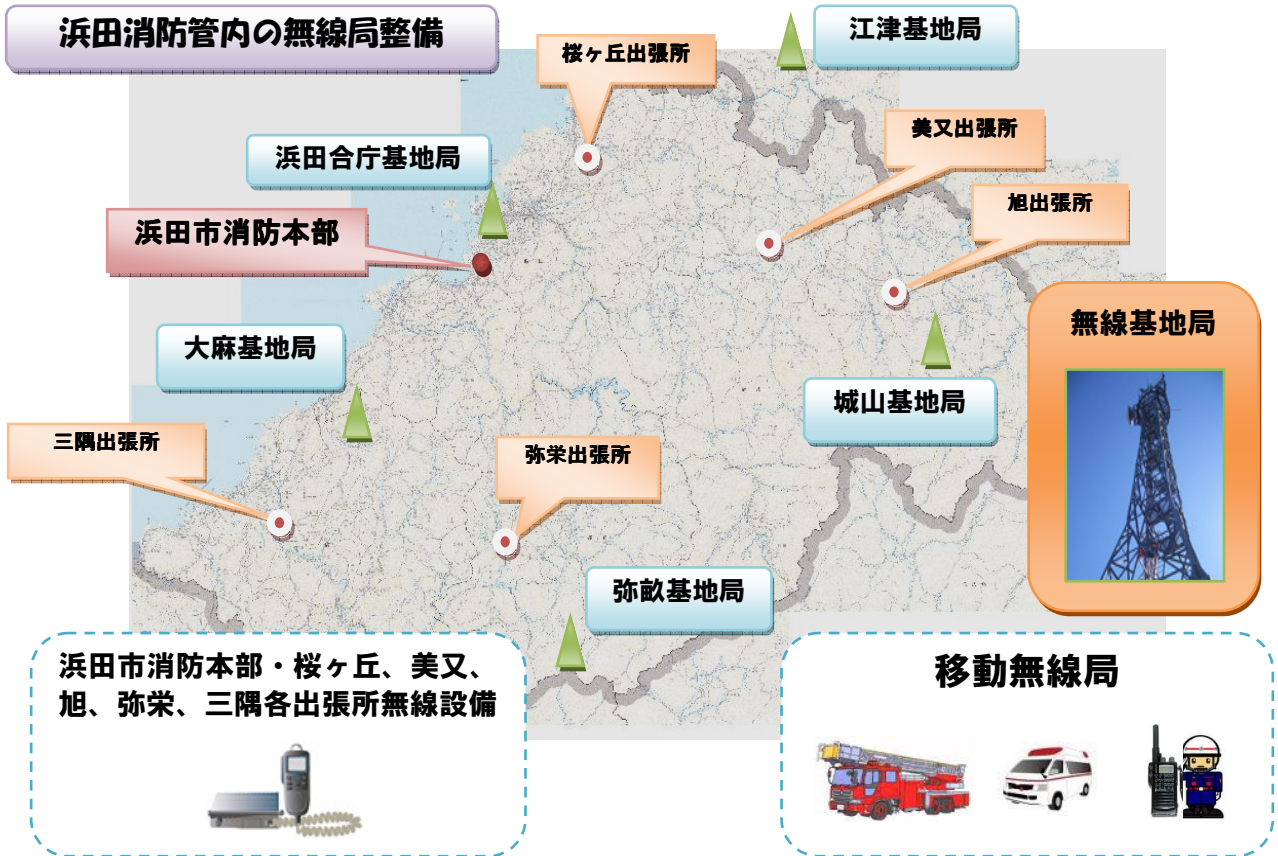 浜田消防管内の無線局整備
江津基地局
桜ヶ丘出張所
美又出張所
浜田合庁基地局
旭出張所
浜田市消防本部
無線基地局
大麻基地局
城山基地局
三隅出張所
弥栄出張所
弥畝基地局
浜田市消防本部・桜ヶ丘、美又、
旭、弥栄、三隅各出張所無線設備
移動無線局